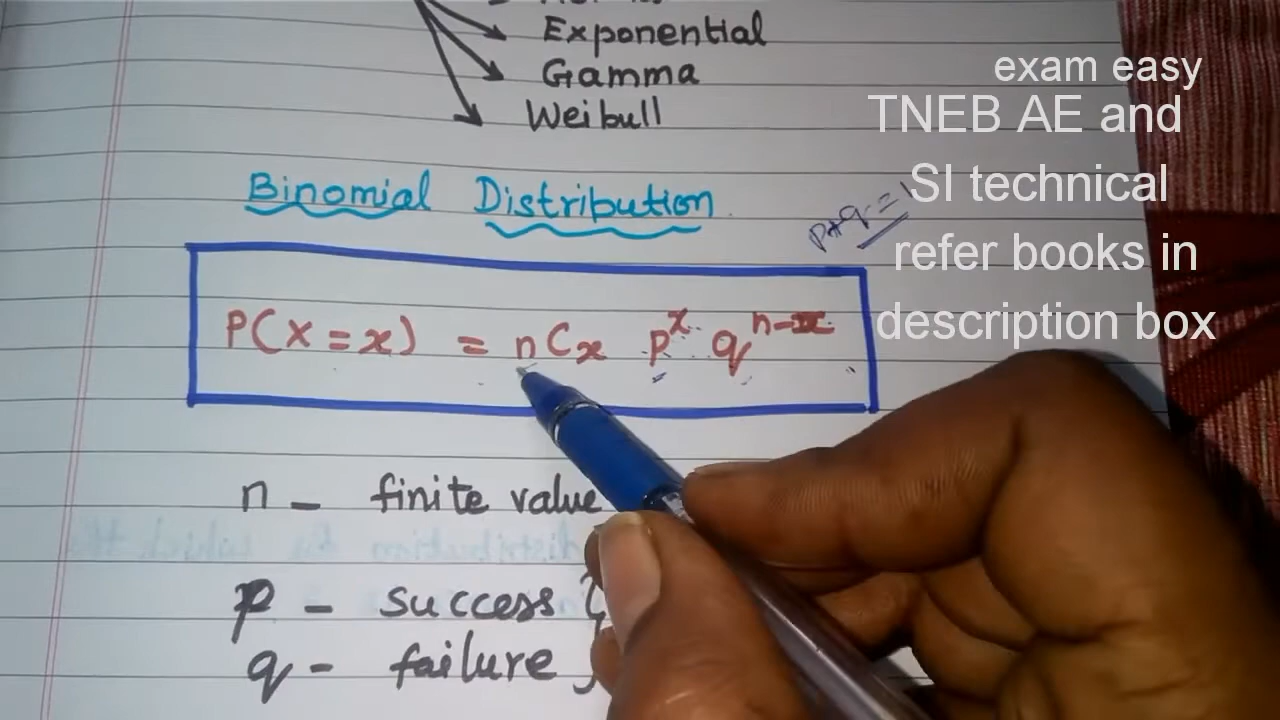 Exponential
Gamma
Weibull
exam easy
TNEB AE and
SI technical
refer books in
description box
Binomial Distribution
p+q=1
P(X=x) = nCx p^x q^n-x
n - finite value
p - success }
q - failure